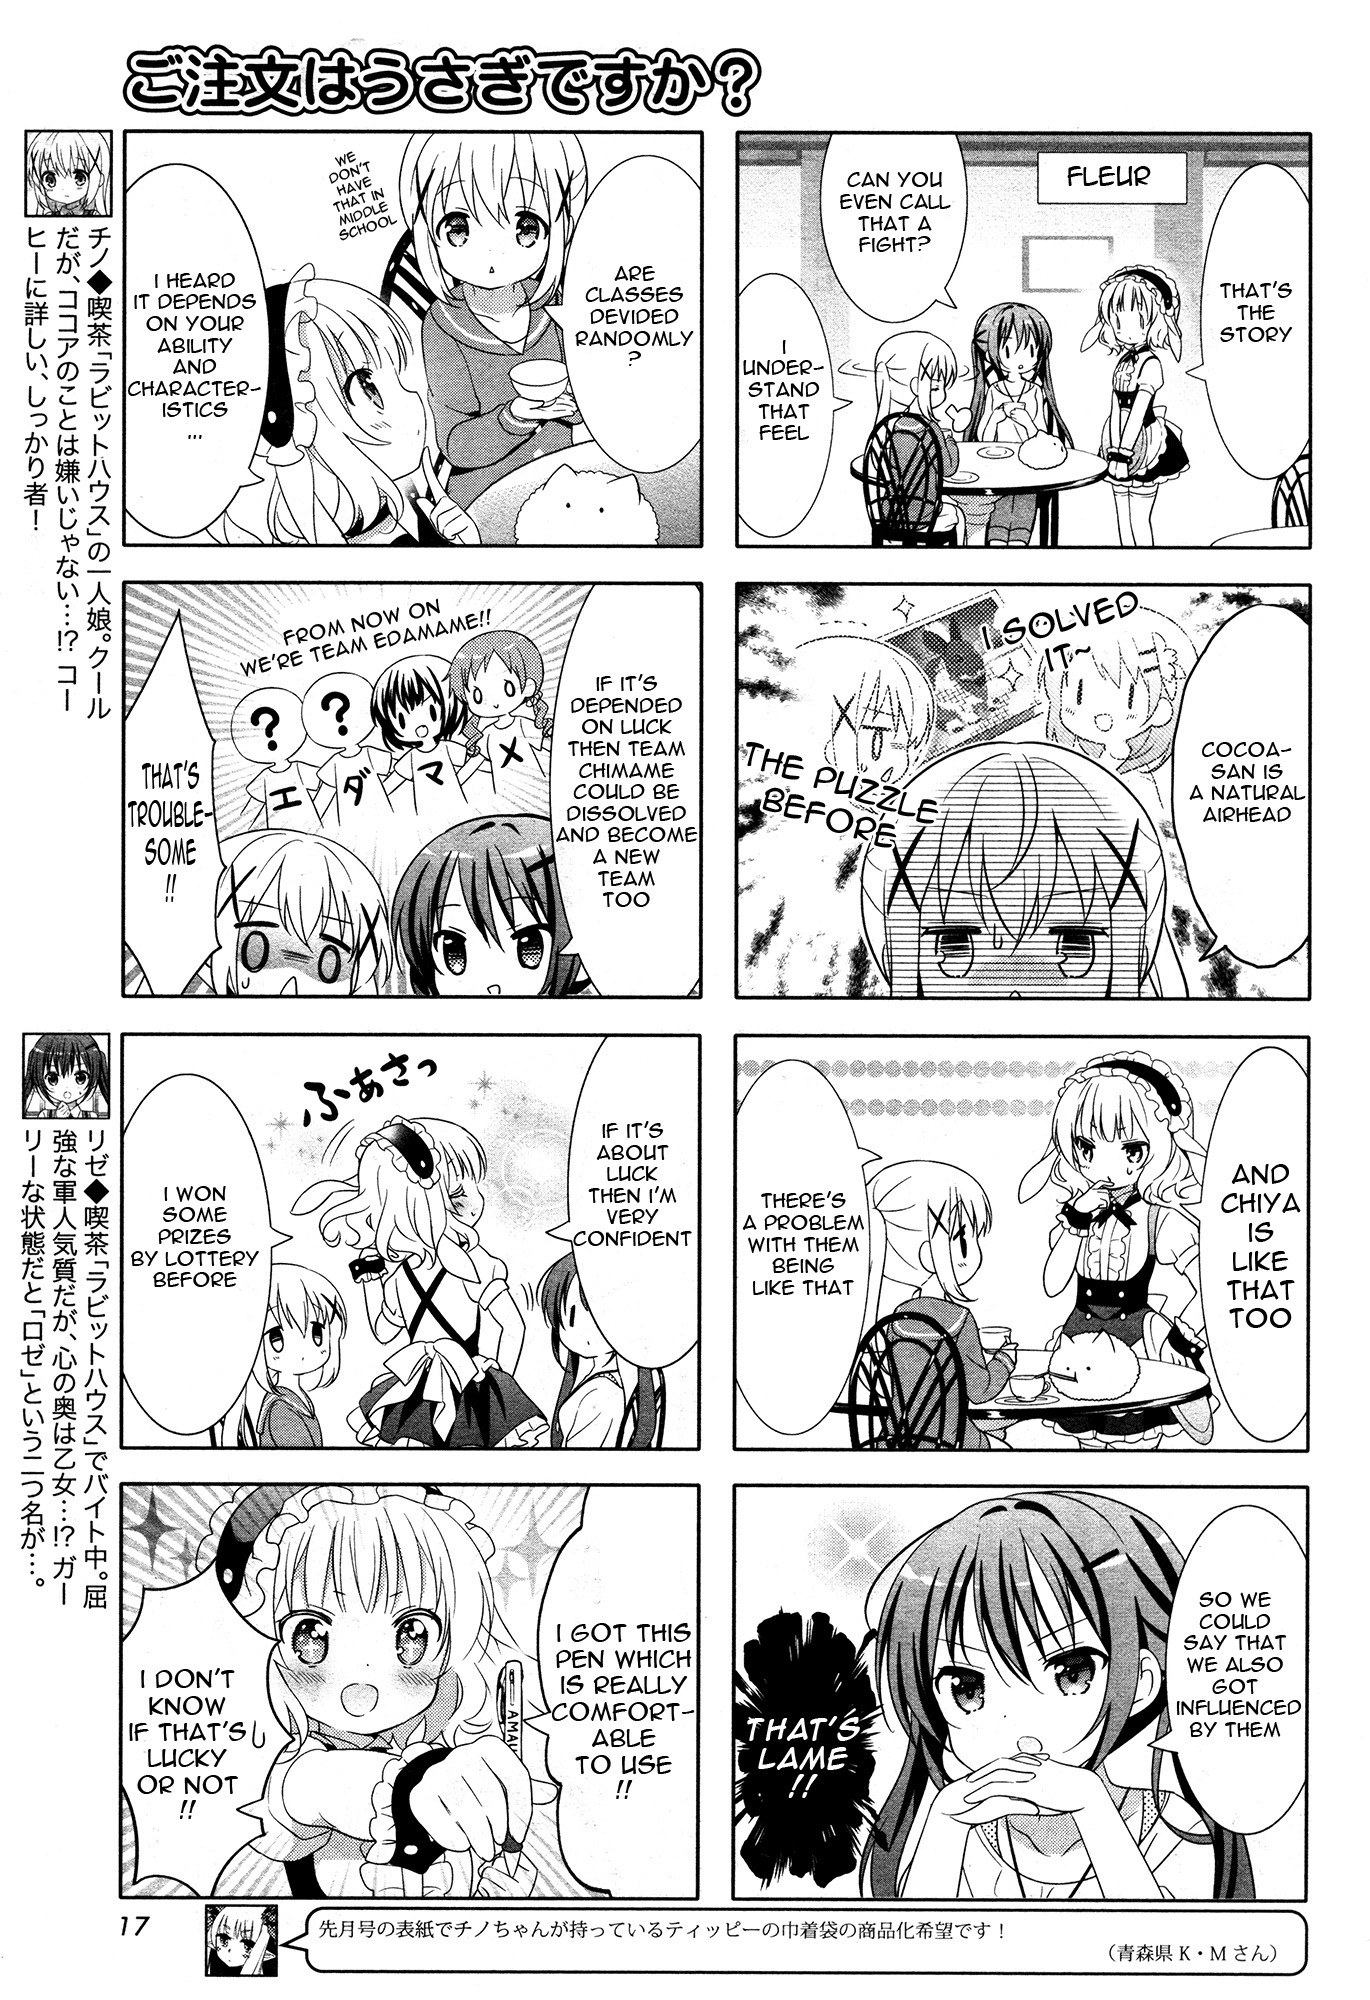 ご注文はうさぎですか？
FLEUR
THAT'S
THE
STORY
CAN YOU
EVEN CALL
THAT A
FIGHT?
I
UNDER-
STAND THAT
FEEL
COCOA-
SAN IS
A NATURAL
AIRHEAD
I SOLVED
IT~
THE PUZZLE
BEFORE
AND
CHIYA
IS
LIKE
THAT
TOO
THERE'S
A PROBLEM
WITH THEM
BEING
LIKE THAT
SO WE
COULD
SAY THAT
WE ALSO
GOT
INFLUENCED
BY THEM
THAT'S
LAME
!!
ARE
CLASSES
DEVIDED
RANDOMLY
?
WE
DON'T
HAVE
THAT IN
MIDDLE
SCHOOL
I HEARD
IT DEPENDS
ON YOUR
ABILITY
AND
CHARACTER-
ISTICS
...
IF IT'S
DEPENDED
ON LUCK
THEN TEAM
CHIMAME
COULD BE
DISSOLVED
AND BECOME
A NEW
TEAM
TOO
FROM NOW ON
WE'RE TEAM EDAMAME!!
? ?
エダマメ
THAT'S
TROUBLE-
SOME
!!
IF IT'S
ABOUT
LUCK
THEN I'M
VERY
CONFIDENT
ふぁさっ
I WON
SOME
PRIZES
BY LOTTERY
BEFORE
I GOT THIS
PEN WHICH
IS REALLY
COMFORT-
ABLE
TO USE
!!
AMAU
I DON'T
KNOW
IF THAT'S
LUCKY
OR NOT
!!
チノ◆喫茶「ラビットハウス」の一人娘。クール
だが、ココアのことは嫌いじゃない…!? コー
ヒーに詳しい、しっかり者！
リゼ◆喫茶「ラビットハウス」でバイト中。屈
強な軍人気質だが、心の奥は乙女…!? ガー
リーな状態だと「ロゼ」という二つ名が…。
17
先月号の表紙でチノちゃんが持っているティッピーの巾着袋の商品化希望です！
（青森県Ｋ・Ｍさん）